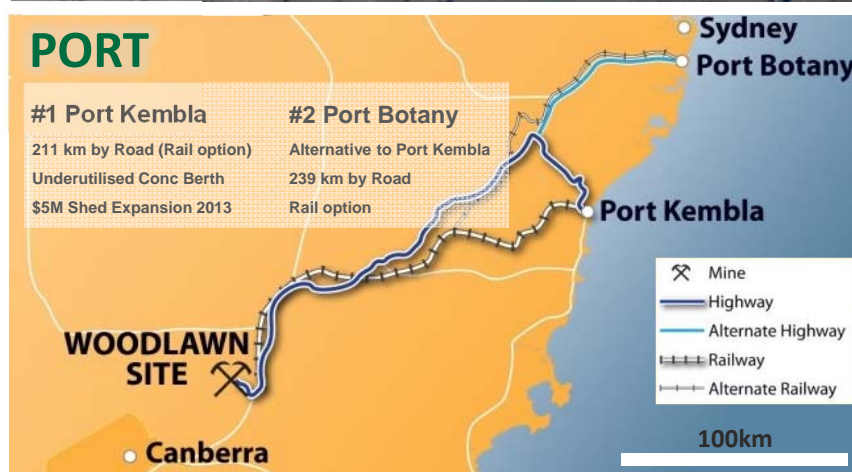 PORT
#1 Port Kembla
211 km by Road (Rail option)
Underutilised Conc Berth
$5M Shed Expansion 2013
#2 Port Botany
Alternative to Port Kembla
239 km by Road
Rail option
Sydney
Port Botany
Port Kembla
WOODLAWN
SITE
Canberra
Mine
Highway
Alternate Highway
Railway
Alternate Railway
100km